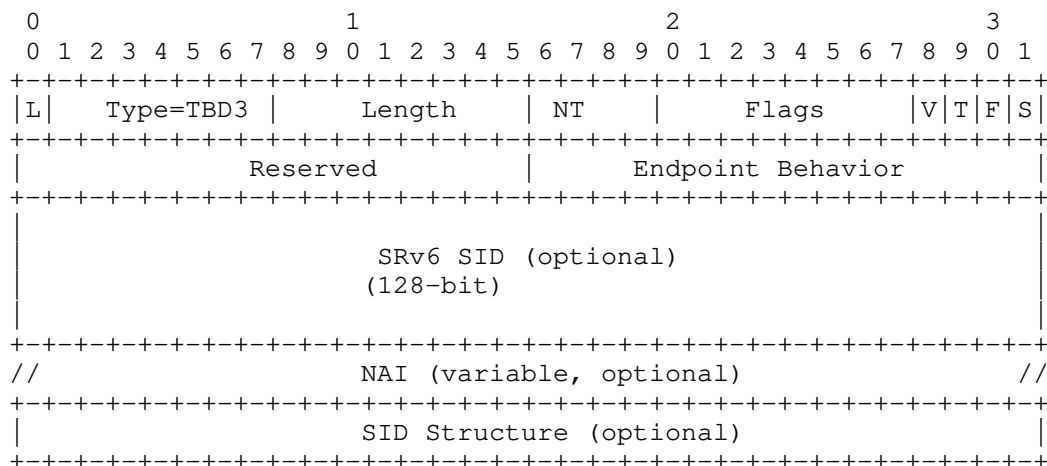 0                   1                   2                   3
 0 1 2 3 4 5 6 7 8 9 0 1 2 3 4 5 6 7 8 9 0 1 2 3 4 5 6 7 8 9 0 1
+-+-+-+-+-+-+-+-+-+-+-+-+-+-+-+-+-+-+-+-+-+-+-+-+-+-+-+-+-+-+-+-+
|L|   Type=TBD3 |     Length    | NT    |     Flags     |V|T|F|S|
+-+-+-+-+-+-+-+-+-+-+-+-+-+-+-+-+-+-+-+-+-+-+-+-+-+-+-+-+-+-+-+-+
|              Reserved         |      Endpoint Behavior        |
+-+-+-+-+-+-+-+-+-+-+-+-+-+-+-+-+-+-+-+-+-+-+-+-+-+-+-+-+-+-+-+-+
|                                                               |
|                      SRv6 SID (optional)                      |
|                     (128-bit)                                 |
|                                                               |
+-+-+-+-+-+-+-+-+-+-+-+-+-+-+-+-+-+-+-+-+-+-+-+-+-+-+-+-+-+-+-+-+
//                    NAI (variable, optional)                 //
+-+-+-+-+-+-+-+-+-+-+-+-+-+-+-+-+-+-+-+-+-+-+-+-+-+-+-+-+-+-+-+-+
|                     SID Structure (optional)                  |
+-+-+-+-+-+-+-+-+-+-+-+-+-+-+-+-+-+-+-+-+-+-+-+-+-+-+-+-+-+-+-+-+